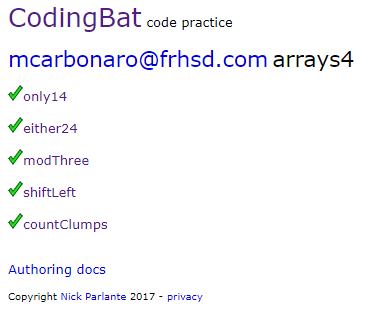 CodingBat code practice
mcarbonaro@frhsd.com arrays4
only14
either24
modThree
shiftLeft
countClumps
Authoring docs
Copyright Nick Parlante 2017 - privacy